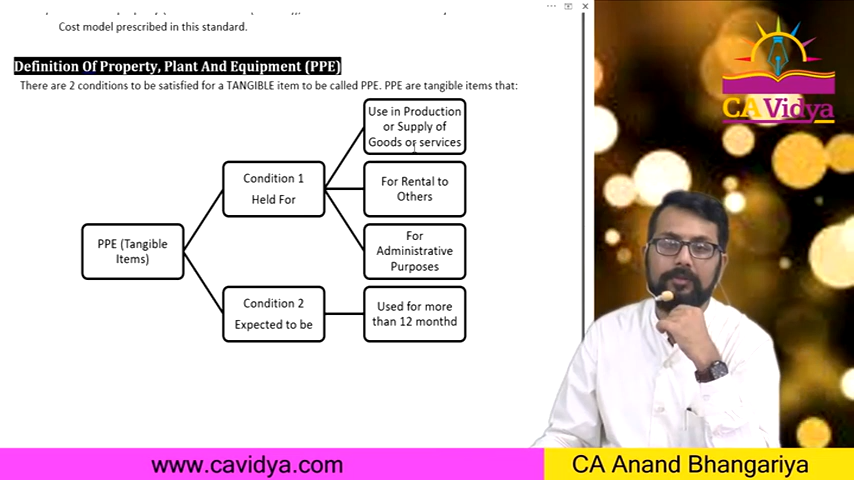 Cost model prescribed in this standard.
Definition Of Property, Plant And Equipment (PPE)
There are 2 conditions to be satisfied for a TANGIBLE item to be called PPE. PPE are tangible items that:
PPE (Tangible
Items)
Condition 1
Held For
Use in Production
or Supply of
Goods or services
For Rental to
Others
For
Administrative
Purposes
Condition 2
Expected to be
Used for more
than 12 monthd
CA Vidya
www.cavidya.com
CA Anand Bhangariya